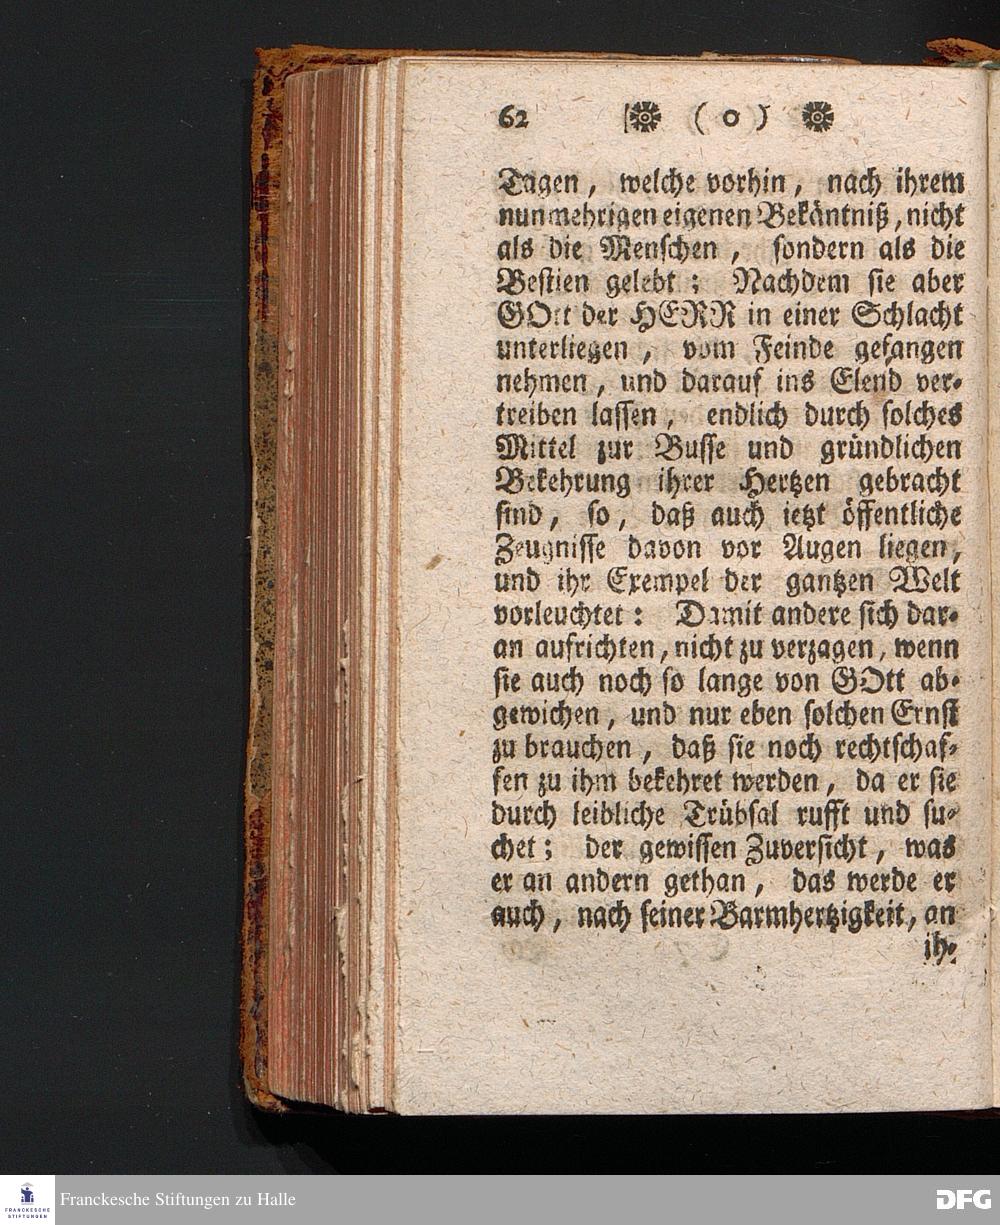 62 ( o )
Tagen, welche vorhin, nach ihrem
nunmehrigen eigenen Bekäntniß, nicht
als die Menschen, sondern als die
Bestien gelebt; Nachdem sie aber
GOtt der HERR in einer Schlacht
unterliegen, vom Feinde gefangen
nehmen, und darauf ins Elend ver-
treiben lassen, endlich durch solches
Mittel zur Busse und gründlichen
Bekehrung ihrer Hertzen gebracht
sind, so, daß auch ietzt öffentliche
Zeugnisse davon vor Augen liegen,
und ihr Exempel der gantzen Welt
vorleuchtet: Damit andere sich dar-
an aufrichten, nicht zu verzagen, wenn
sie auch noch so lange von GOtt ab-
gewichen, und nur eben solchen Ernst
zu brauchen, daß sie noch rechtschaf-
fen zu ihm bekehret werden, da er sie
durch leibliche Trübsal rufft und su-
chet; der gewissen Zuversicht, was
er an andern gethan, das werde er
auch, nach seiner Barmhertzigkeit, an
ih-
FRANCKESCHE
STIFTUNGEN
Franckesche Stiftungen zu Halle
DFG